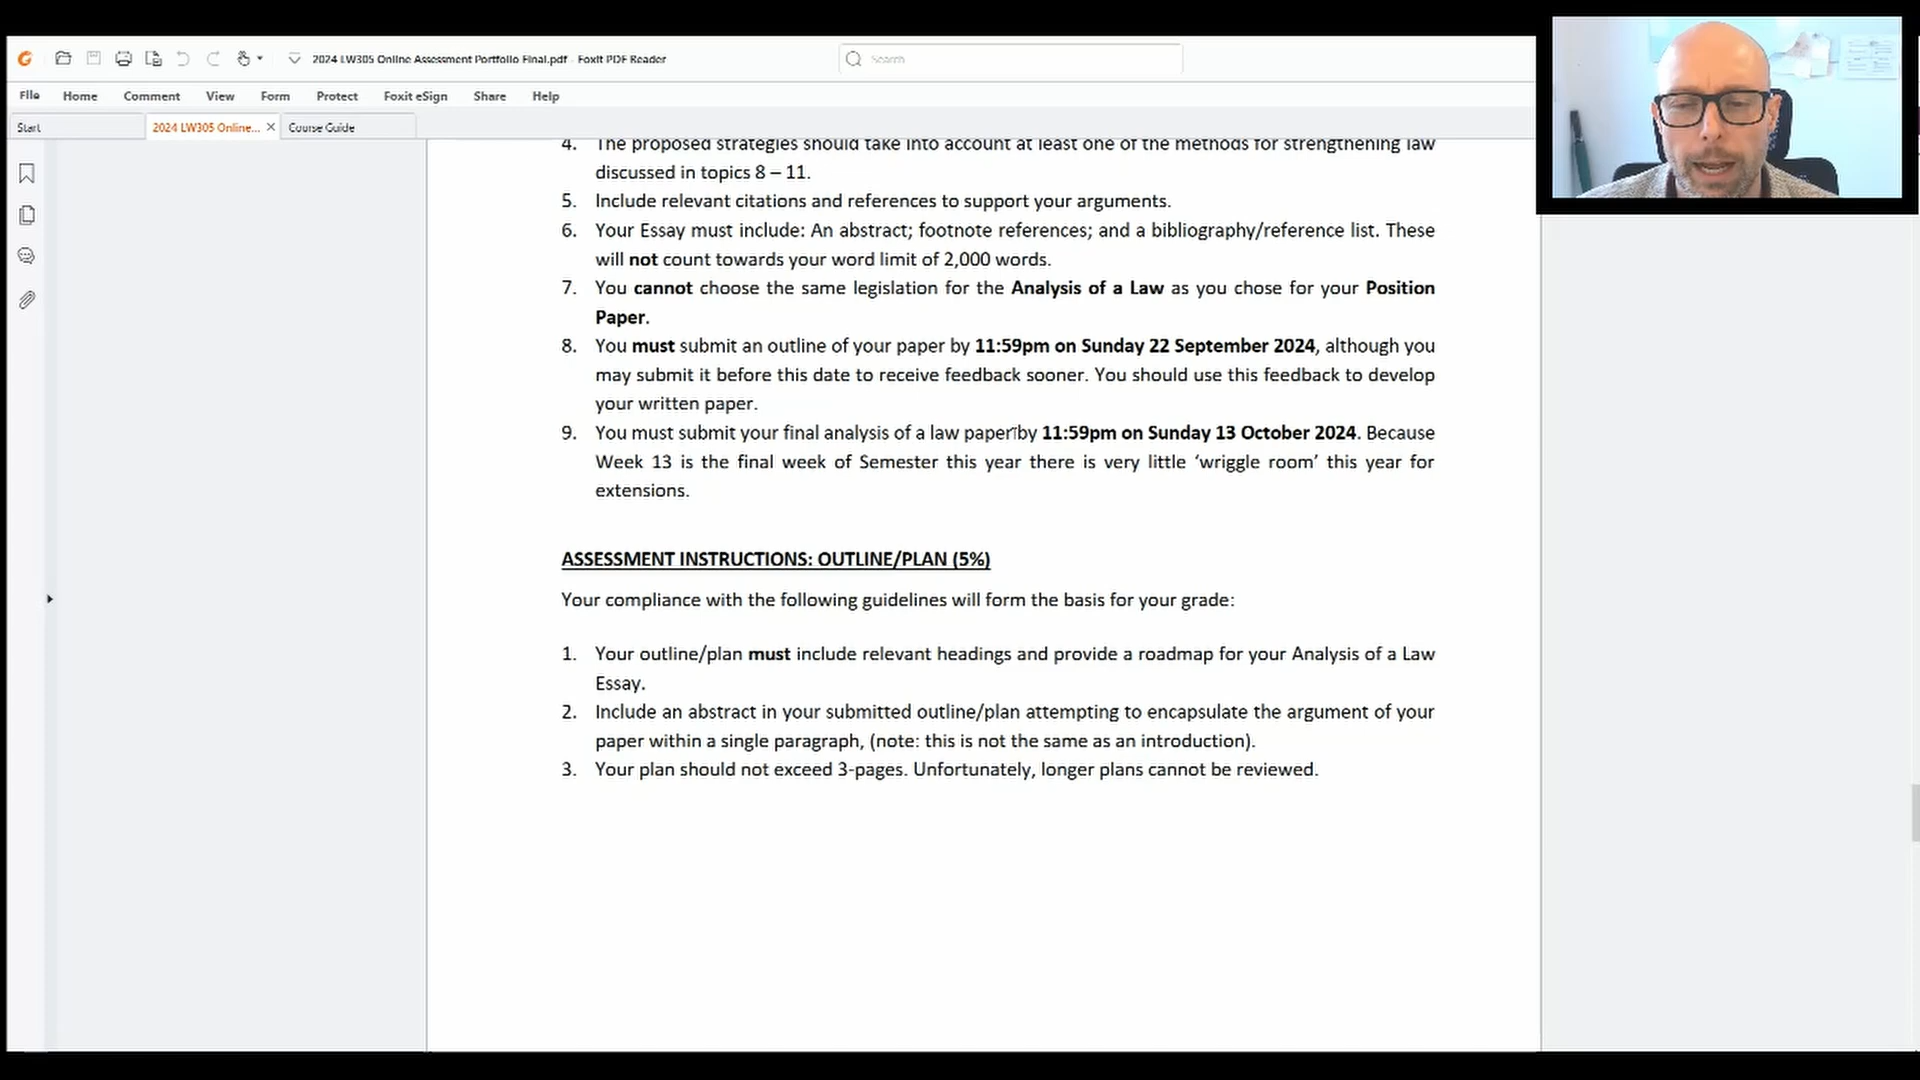 2024 LW305 Online Assessment Portfolio Final.pdf - Foxit PDF Reader
Search
File Home Comment View Form Protect Foxit eSign Share Help
Start 2024 LW305 Online... Course Guide
4. The proposed strategies should take into account at least one of the methods for strengthening law
discussed in topics 8 – 11.
5. Include relevant citations and references to support your arguments.
6. Your Essay must include: An abstract; footnote references; and a bibliography/reference list. These
will not count towards your word limit of 2,000 words.
7. You cannot choose the same legislation for the Analysis of a Law as you chose for your Position
Paper.
8. You must submit an outline of your paper by 11:59pm on Sunday 22 September 2024, although you
may submit it before this date to receive feedback sooner. You should use this feedback to develop
your written paper.
9. You must submit your final analysis of a law paper by 11:59pm on Sunday 13 October 2024. Because
Week 13 is the final week of Semester this year there is very little ‘wriggle room’ this year for
extensions.
ASSESSMENT INSTRUCTIONS: OUTLINE/PLAN (5%)
Your compliance with the following guidelines will form the basis for your grade:
1. Your outline/plan must include relevant headings and provide a roadmap for your Analysis of a Law
Essay.
2. Include an abstract in your submitted outline/plan attempting to encapsulate the argument of your
paper within a single paragraph, (note: this is not the same as an introduction).
3. Your plan should not exceed 3-pages. Unfortunately, longer plans cannot be reviewed.